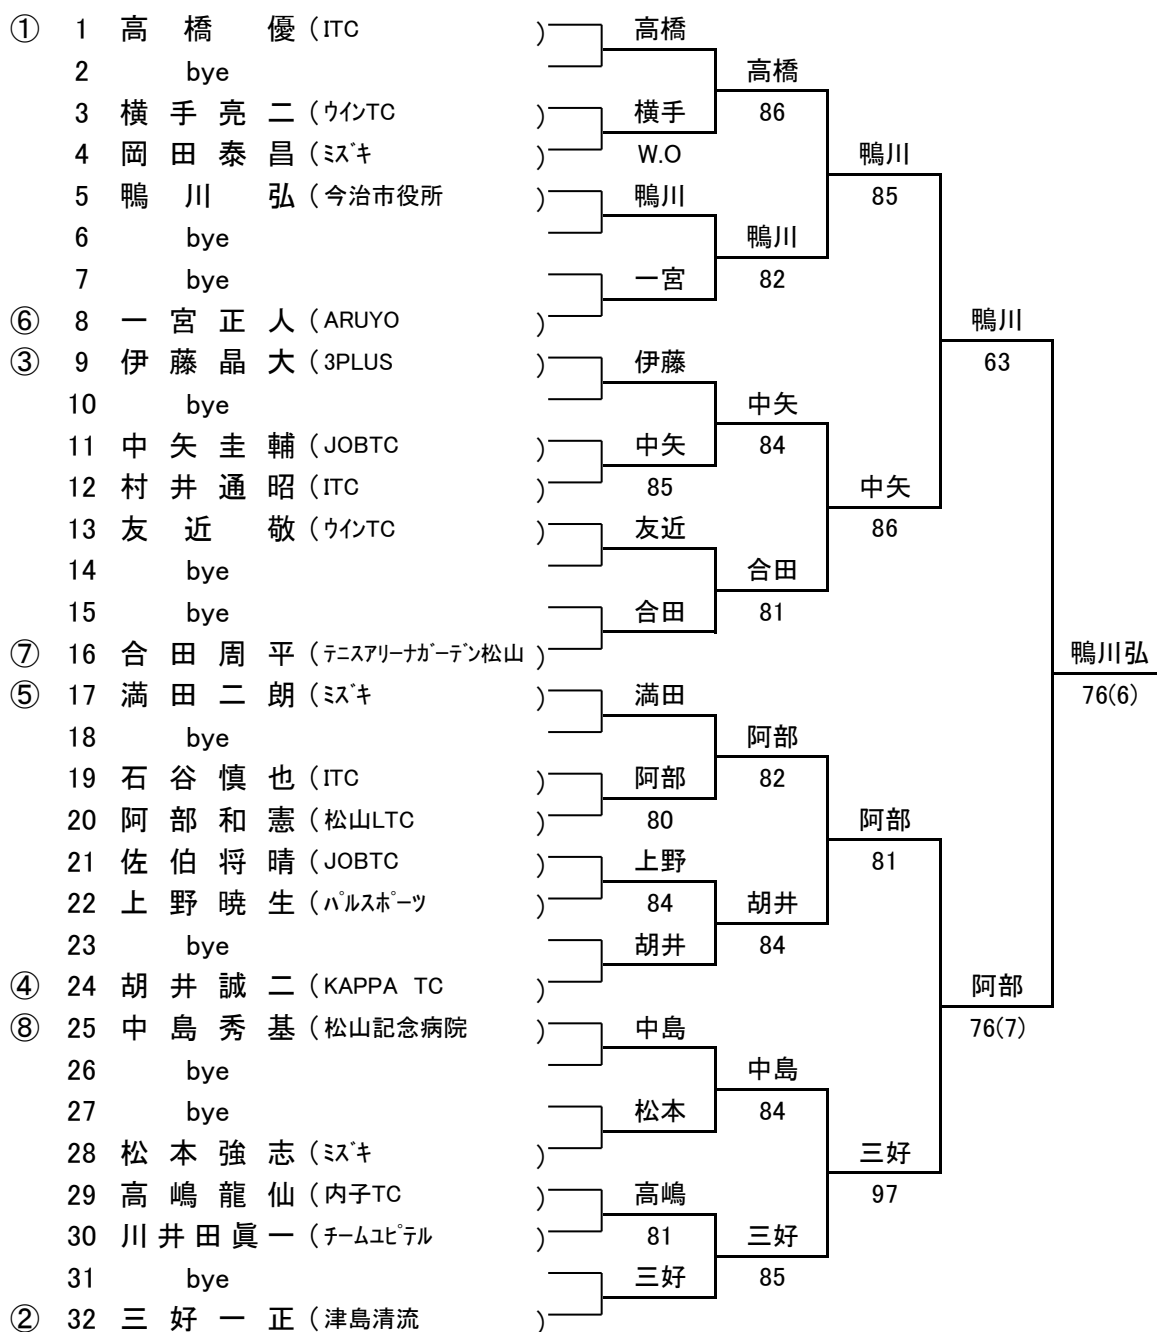 ① 1 高橋 優 (ITC ) 高橋
2 bye 高橋
3 横手亮二 (ウインTC ) 横手 86
4 岡田泰昌 (ミズキ ) W.O 鴨川
5 鴨川 弘 (今治市役所 ) 鴨川 85
6 bye 鴨川
7 bye 一宮 82
⑥ 8 一宮正人 (ARUYO ) 鴨川
③ 9 伊藤晶大 (3PLUS ) 伊藤 63
10 bye 中矢
11 中矢圭輔 (JOBTC ) 中矢 84
12 村井通昭 (ITC ) 85 中矢
13 友近 敬 (ウインTC ) 友近 86
14 bye 合田
15 bye 合田 81
⑦ 16 合田周平 (テニスアリーナガーデン松山 ) 鴨川弘
⑤ 17 満田二朗 (ミズキ ) 満田 76(6)
18 bye 阿部
19 石谷慎也 (ITC ) 阿部 82
20 阿部和憲 (松山LTC ) 80 阿部
21 佐伯将晴 (JOBTC ) 上野 81
22 上野暁生 (パルスポーツ ) 84 胡井
23 bye 胡井 84
④ 24 胡井誠二 (KAPPA TC ) 阿部
⑧ 25 中島秀基 (松山記念病院 ) 中島 76(7)
26 bye 中島
27 bye 松本 84
28 松本強志 (ミズキ ) 三好
29 高嶋龍仙 (内子TC ) 高嶋 97
30 川井田眞一 (チームユピテル ) 81 三好
31 bye 三好 85
② 32 三好一正 (津島清流 )